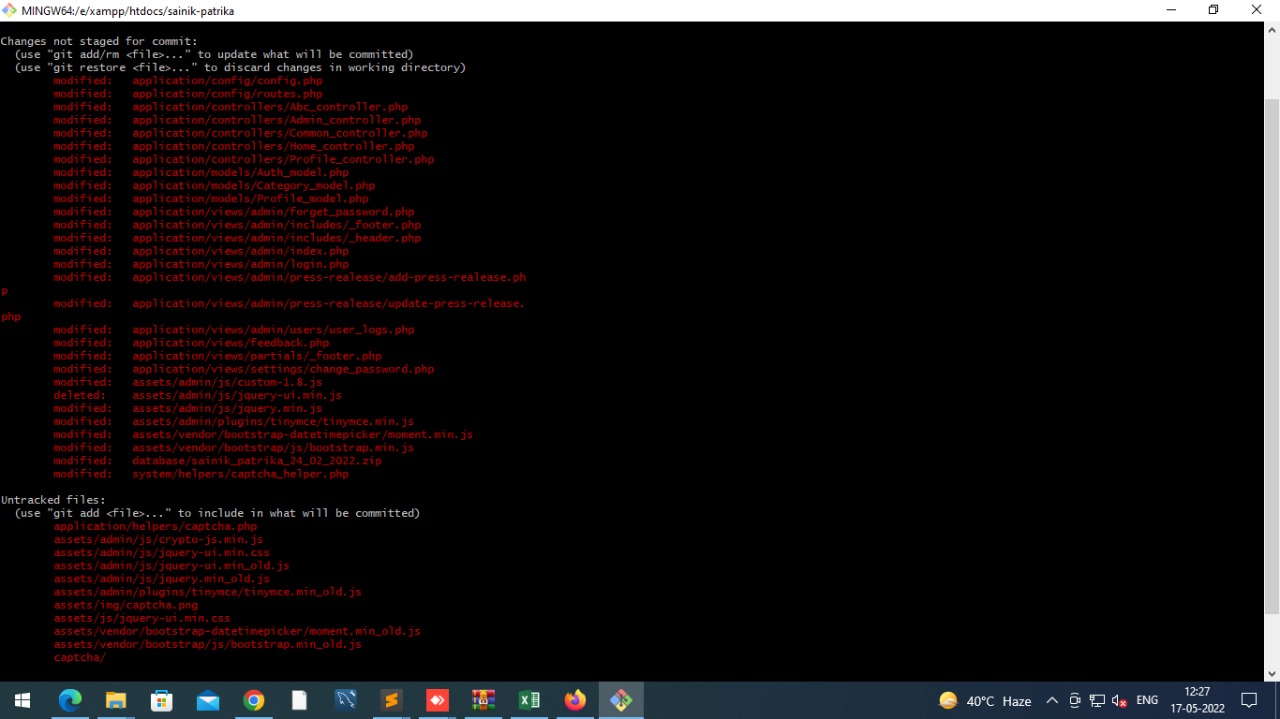 MINGW64:/e/xampp/htdocs/sainik-patrika
Changes not staged for commit:
(use "git add/rm <file>..." to update what will be committed)
(use "git restore <file>..." to discard changes in working directory)
modified: application/config/config.php
modified: application/config/routes.php
modified: application/controllers/Abc_controller.php
modified: application/controllers/Admin_controller.php
modified: application/controllers/Common_controller.php
modified: application/controllers/Home_controller.php
modified: application/controllers/Profile_controller.php
modified: application/models/Auth_model.php
modified: application/models/Category_model.php
modified: application/models/Profile_model.php
modified: application/views/admin/forget_password.php
modified: application/views/admin/includes/_footer.php
modified: application/views/admin/includes/_header.php
modified: application/views/admin/index.php
modified: application/views/admin/login.php
modified: application/views/admin/press-realease/add-press-realease.ph
p
modified: application/views/admin/press-realease/update-press-release.
php
modified: application/views/admin/users/user_logs.php
modified: application/views/feedback.php
modified: application/views/partials/_footer.php
modified: application/views/settings/change_password.php
modified: assets/admin/js/custom-1.8.js
deleted: assets/admin/js/jquery-ui.min.js
modified: assets/admin/js/jquery.min.js
modified: assets/admin/plugins/tinymce/tinymce.min.js
modified: assets/vendor/bootstrap-datetimepicker/moment.min.js
modified: assets/vendor/bootstrap/js/bootstrap.min.js
modified: database/sainik_patrika_24_02_2022.zip
modified: system/helpers/captcha_helper.php
Untracked files:
(use "git add <file>..." to include in what will be committed)
application/helpers/captcha.php
assets/admin/js/crypto-js.min.js
assets/admin/js/jquery-ui.min.css
assets/admin/js/jquery-ui.min_old.js
assets/admin/js/jquery.min_old.js
assets/admin/plugins/tinymce/tinymce.min_old.js
assets/img/captcha.png
assets/js/jquery-ui.min.css
assets/vendor/bootstrap-datetimepicker/moment.min_old.js
assets/vendor/bootstrap/js/bootstrap.min_old.js
captcha/
40°C Haze
ENG
12:27
17-05-2022